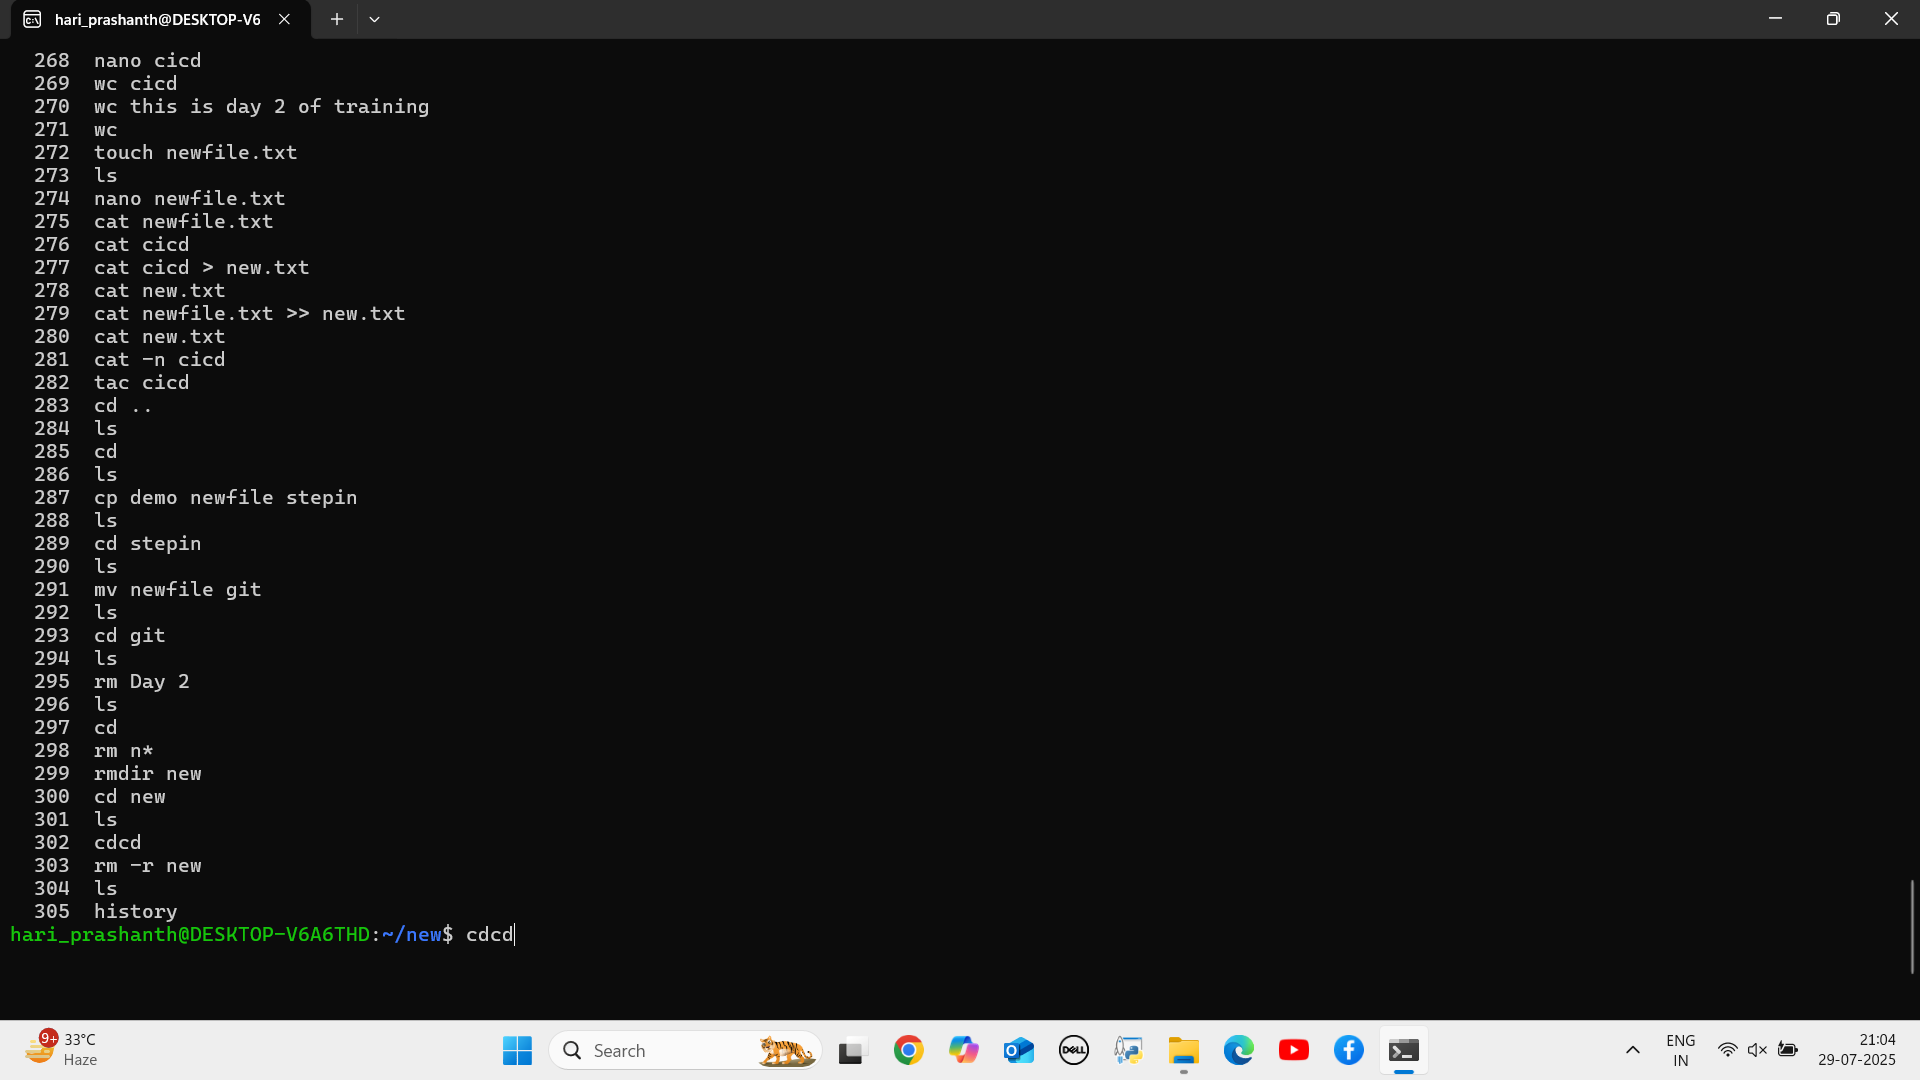 hari_prashanth@DESKTOP-V6
268 nano cicd
269 wc cicd
270 wc this is day 2 of training
271 wc
272 touch newfile.txt
273 ls
274 nano newfile.txt
275 cat newfile.txt
276 cat cicd
277 cat cicd > new.txt
278 cat new.txt
279 cat newfile.txt >> new.txt
280 cat new.txt
281 cat -n cicd
282 tac cicd
283 cd ..
284 ls
285 cd
286 ls
287 cp demo newfile stepin
288 ls
289 cd stepin
290 ls
291 mv newfile git
292 ls
293 cd git
294 ls
295 rm Day 2
296 ls
297 cd
298 rm n*
299 rmdir new
300 cd new
301 ls
302 cdcd
303 rm -r new
304 ls
305 history
hari_prashanth@DESKTOP-V6A6THD:~/new$ cdcd
9+ 33°C
Haze
Search
DELL
ENG
IN
21:04
29-07-2025